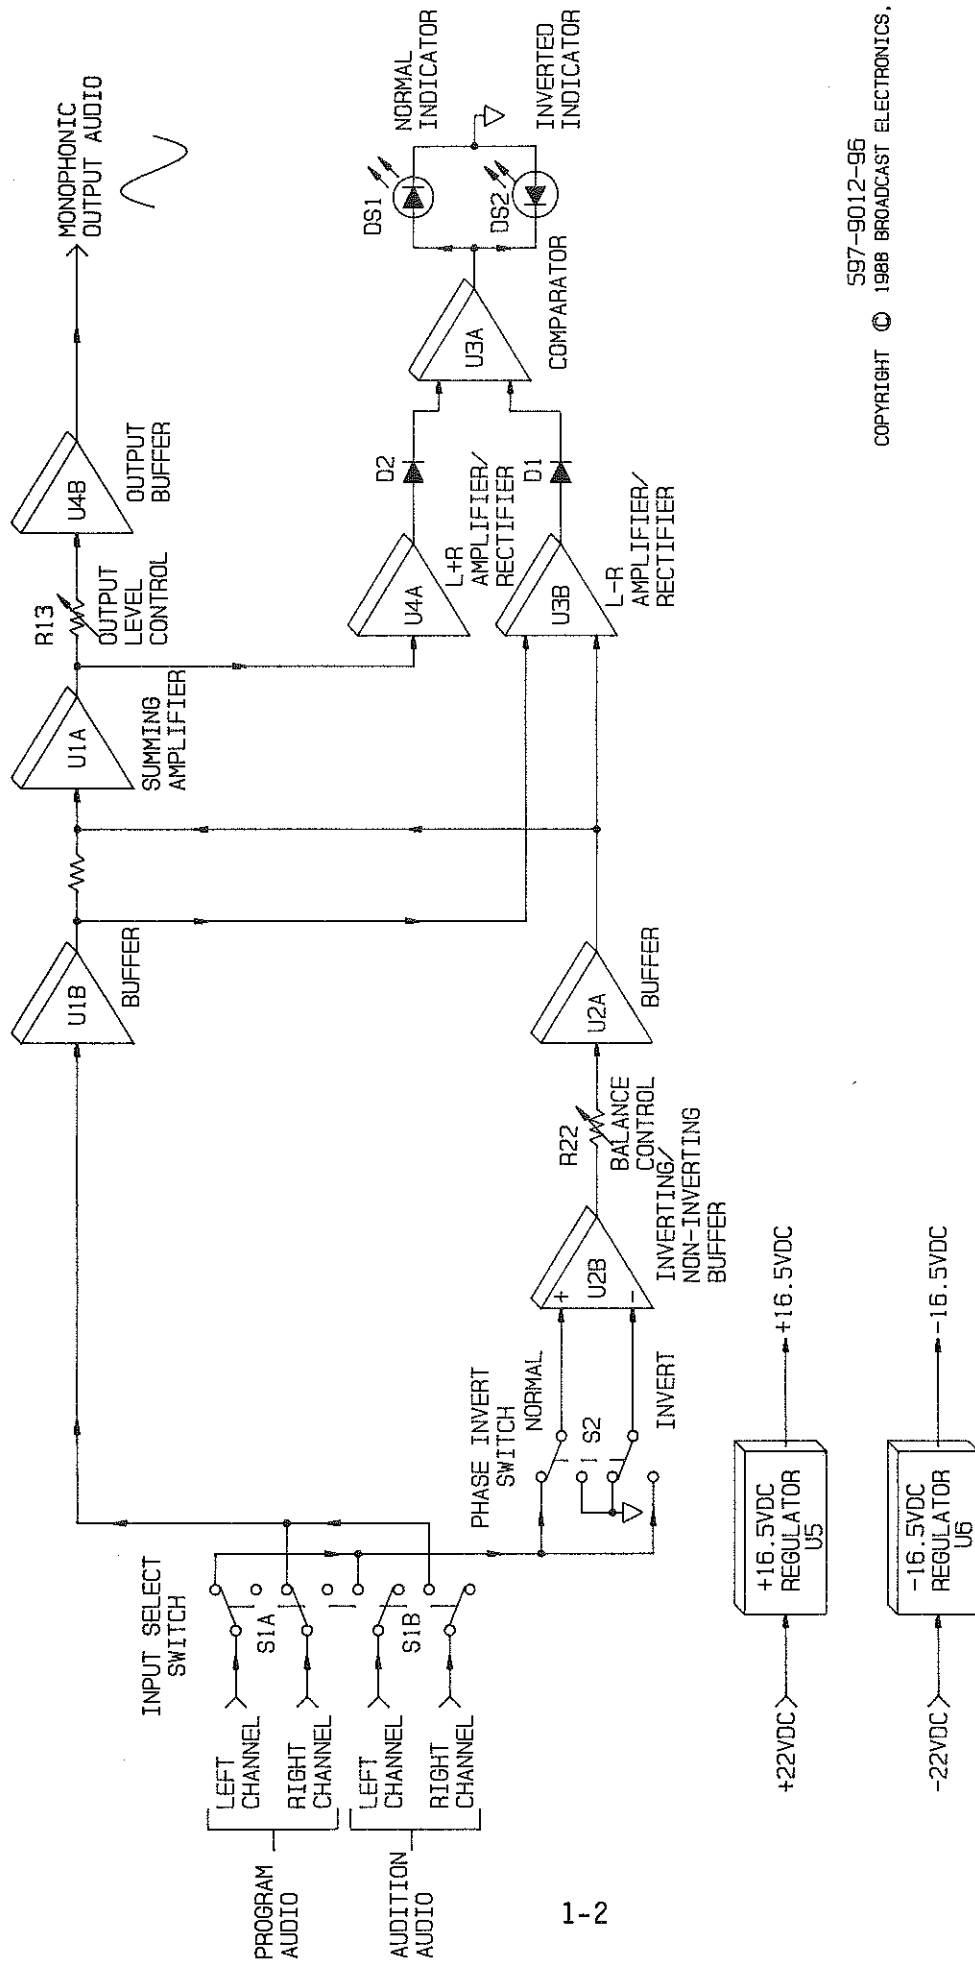 MONOPHONIC
OUTPUT AUDIO
NORMAL
INDICATOR
INVERTED
INDICATOR
DS1
DS2
U3A
COMPARATOR
U4B
OUTPUT
BUFFER
R13
OUTPUT
LEVEL
CONTROL
D2
U4A
L+R
AMPLIFIER/
RECTIFIER
D1
U3B
L-R
AMPLIFIER/
RECTIFIER
U1A
SUMMING
AMPLIFIER
U1B
BUFFER
U2A
BUFFER
R22
BALANCE
CONTROL
U2B
+
-
INVERTING/
NON-INVERTING
BUFFER
PHASE INVERT
SWITCH
NORMAL
S2
INVERT
INPUT SELECT
SWITCH
S1A
S1B
LEFT
CHANNEL
RIGHT
CHANNEL
LEFT
CHANNEL
RIGHT
CHANNEL
PROGRAM
AUDIO
AUDITION
AUDIO
+22VDC
+16.5VDC
REGULATOR
U5
+16.5VDC
-22VDC
-16.5VDC
REGULATOR
U6
-16.5VDC
597-9012-96
COPYRIGHT © 1988 BROADCAST ELECTRONICS,
1-2